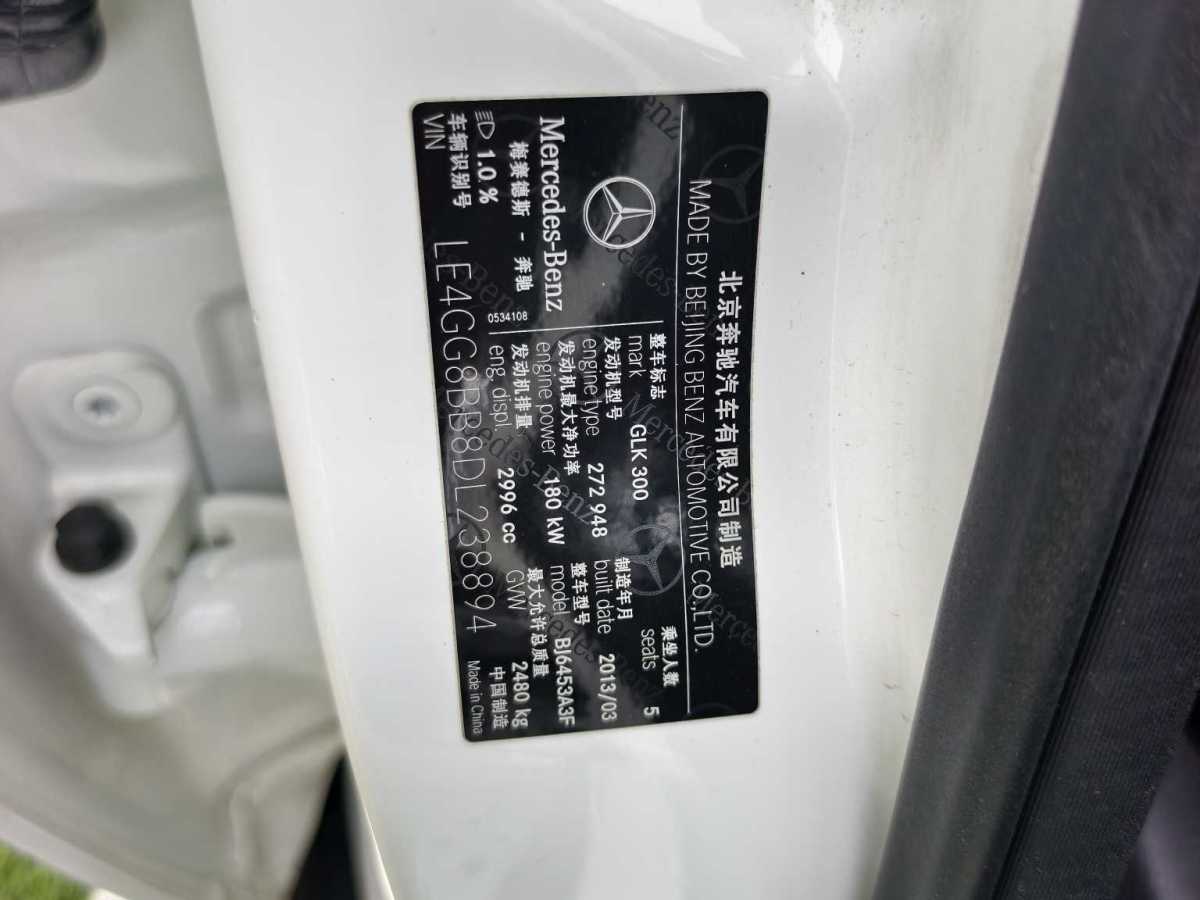 北京奔驰汽车有限公司制造
MADE BY BEIJING BENZ AUTOMOTIVE CO.,LTD.
整车标志
mark GLK 300
乘坐人数
seats 5
发动机型号
engine type 272 948
制造年月
built date 2013/03
发动机最大净功率
engine power 180 kW
整车型号
model BJ6453A3F
发动机排量
eng. displ. 2996 cc
最大允许总质量
GVW 2480 kg
Mercedes-Benz
梅赛德斯 - 奔驰
0534108
1.0 %
中国制造
Made in China
车辆识别号
VIN LE4GG8BB8DL238894